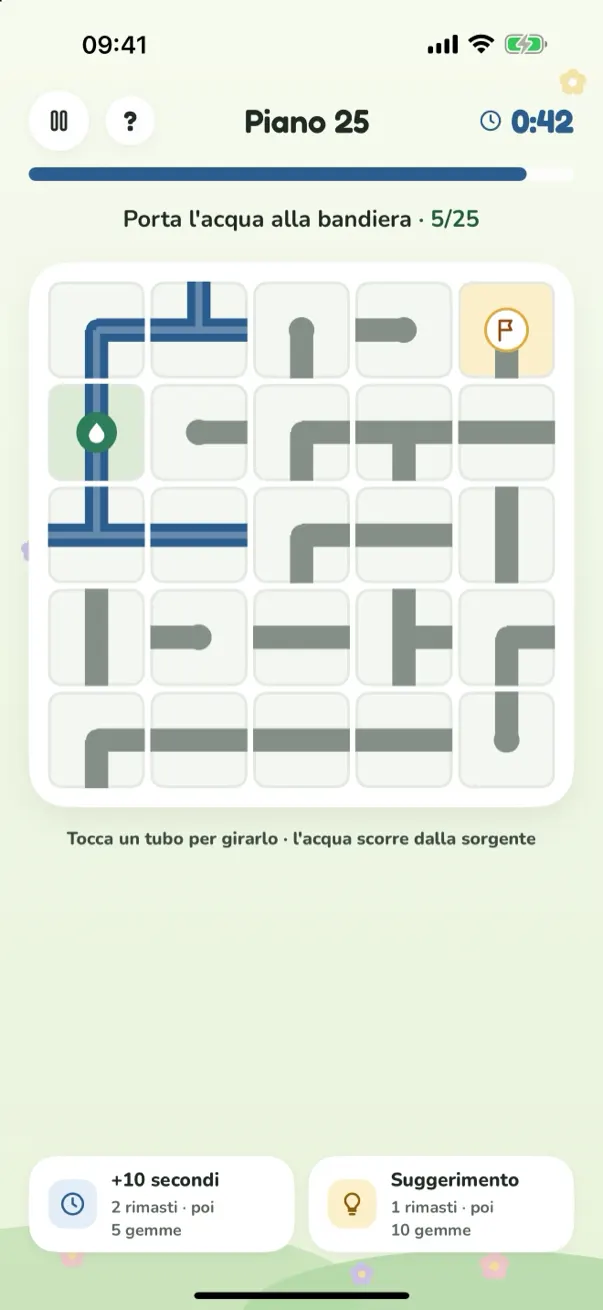 09:41
?
Piano 25
0:42
Porta l'acqua alla bandiera · 5/25
Tocca un tubo per girarlo · l'acqua scorre dalla sorgente
+10 secondi
2 rimasti · poi
5 gemme
Suggerimento
1 rimasti · poi
10 gemme